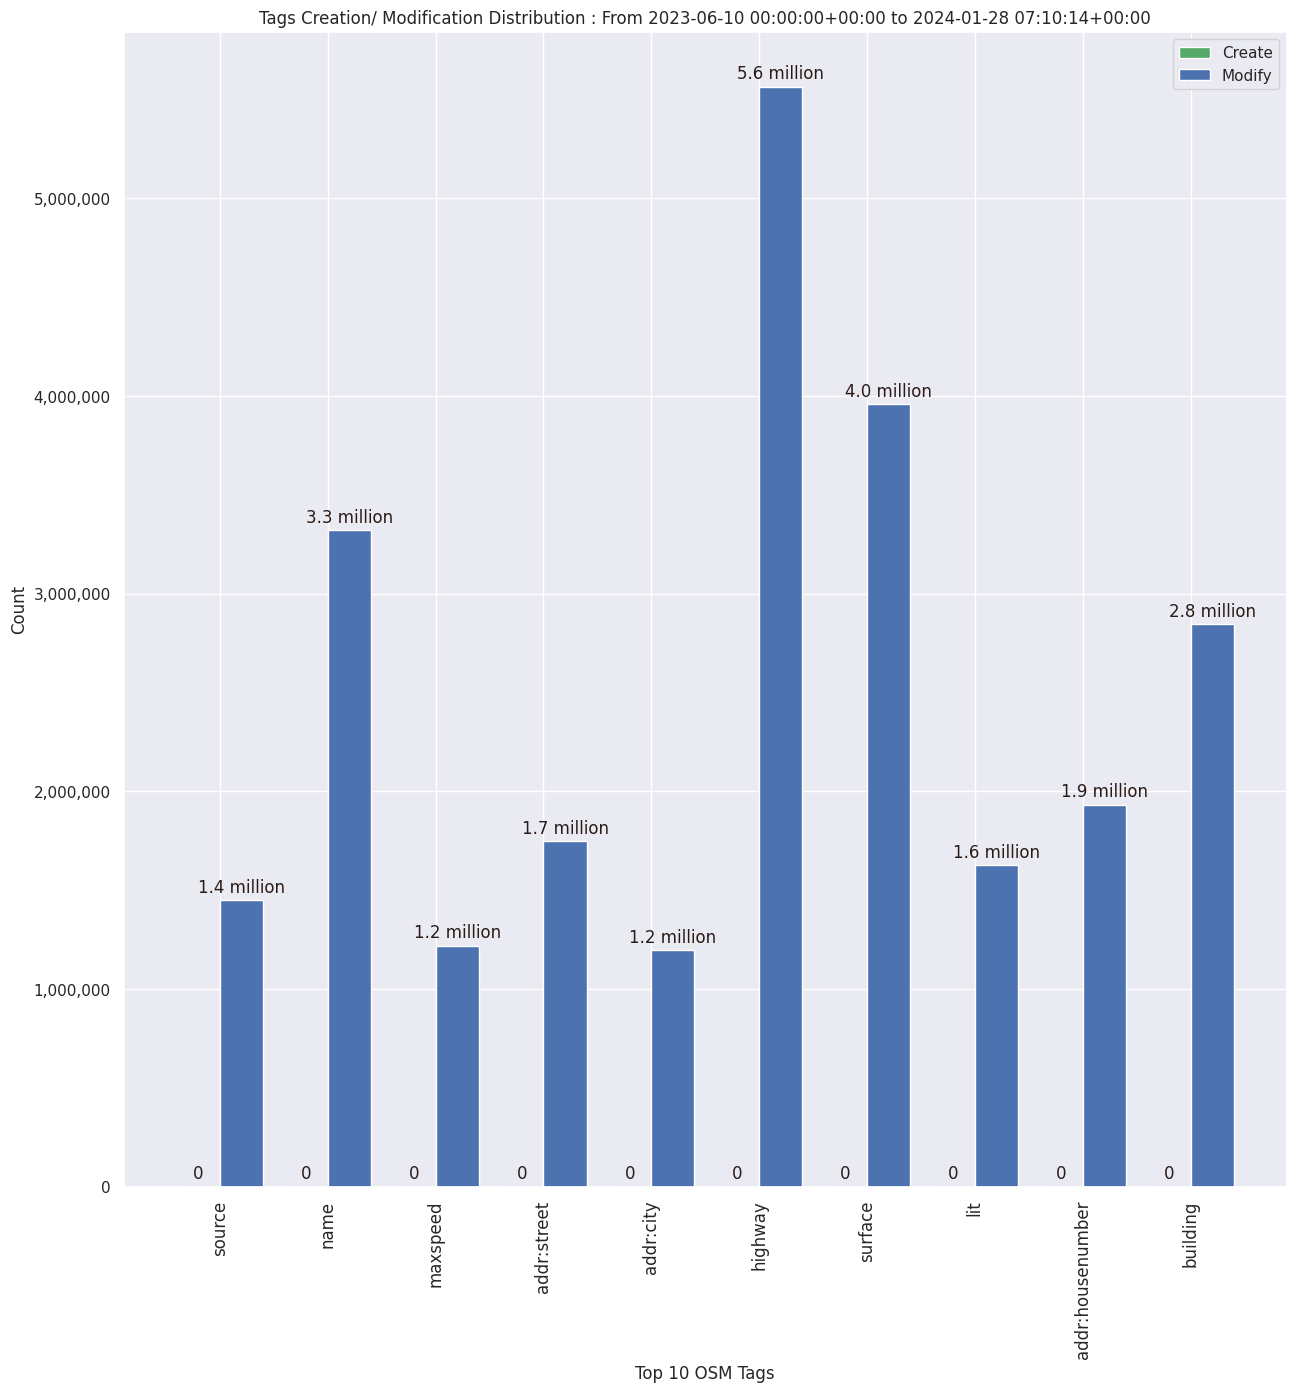 Tags Creation/ Modification Distribution : From 2023-06-10 00:00:00+00:00 to 2024-01-28 07:10:14+00:00
Create
Modify
5.6 million
5,000,000
4,000,000
4.0 million
3.3 million
3,000,000
2.8 million
Count
2,000,000
1.9 million
1.7 million
1.6 million
1.4 million
1.2 million
1.2 million
1,000,000
0
0
0
0
0
0
0
0
0
0
0
source
name
maxspeed
addr:street
addr:city
highway
surface
lit
addr:housenumber
building
Top 10 OSM Tags